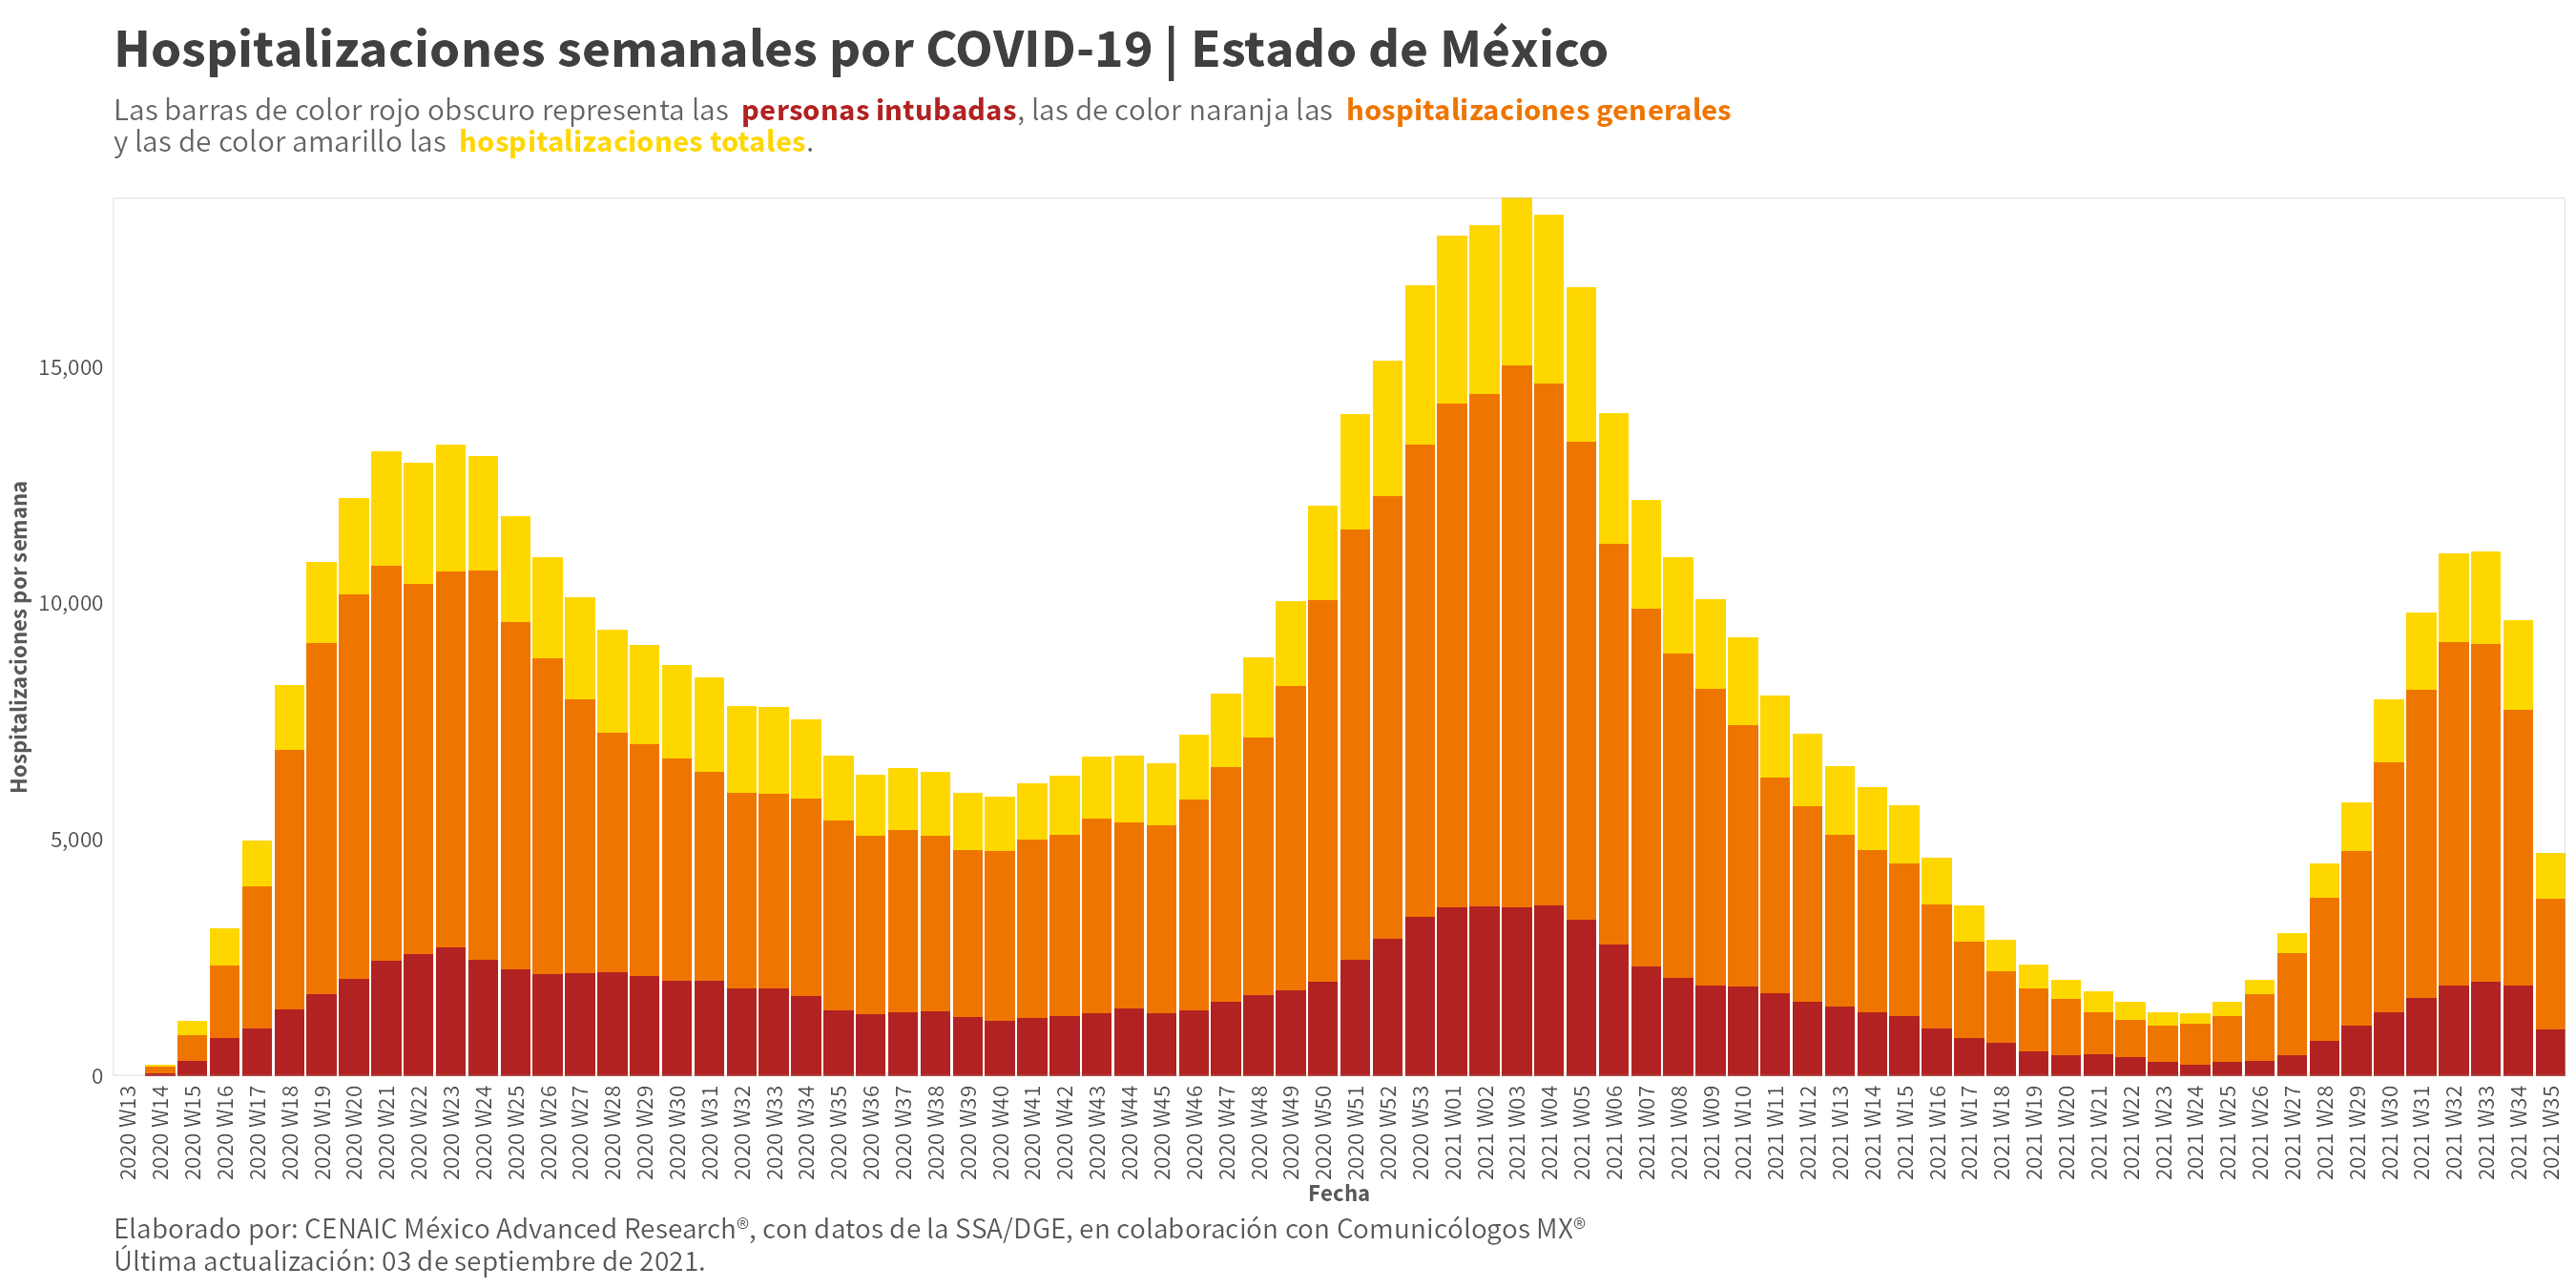 Hospitalizaciones semanales por COVID-19 | Estado de México
Las barras de color rojo obscuro representa las personas intubadas, las de color naranja las hospitalizaciones generales
y las de color amarillo las hospitalizaciones totales.
Hospitalizaciones por semana
15,000
10,000
5,000
0
2020 W13
2020 W14
2020 W15
2020 W16
2020 W17
2020 W18
2020 W19
2020 W20
2020 W21
2020 W22
2020 W23
2020 W24
2020 W25
2020 W26
2020 W27
2020 W28
2020 W29
2020 W30
2020 W31
2020 W32
2020 W33
2020 W34
2020 W35
2020 W36
2020 W37
2020 W38
2020 W39
2020 W40
2020 W41
2020 W42
2020 W43
2020 W44
2020 W45
2020 W46
2020 W47
2020 W48
2020 W49
2020 W50
2020 W51
2020 W52
2020 W53
2021 W01
2021 W02
2021 W03
2021 W04
2021 W05
2021 W06
2021 W07
2021 W08
2021 W09
2021 W10
2021 W11
2021 W12
2021 W13
2021 W14
2021 W15
2021 W16
2021 W17
2021 W18
2021 W19
2021 W20
2021 W21
2021 W22
2021 W23
2021 W24
2021 W25
2021 W26
2021 W27
2021 W28
2021 W29
2021 W30
2021 W31
2021 W32
2021 W33
2021 W34
2021 W35
Fecha
Elaborado por: CENAIC México Advanced Research®, con datos de la SSA/DGE, en colaboración con Comunicólogos MX®
Última actualización: 03 de septiembre de 2021.